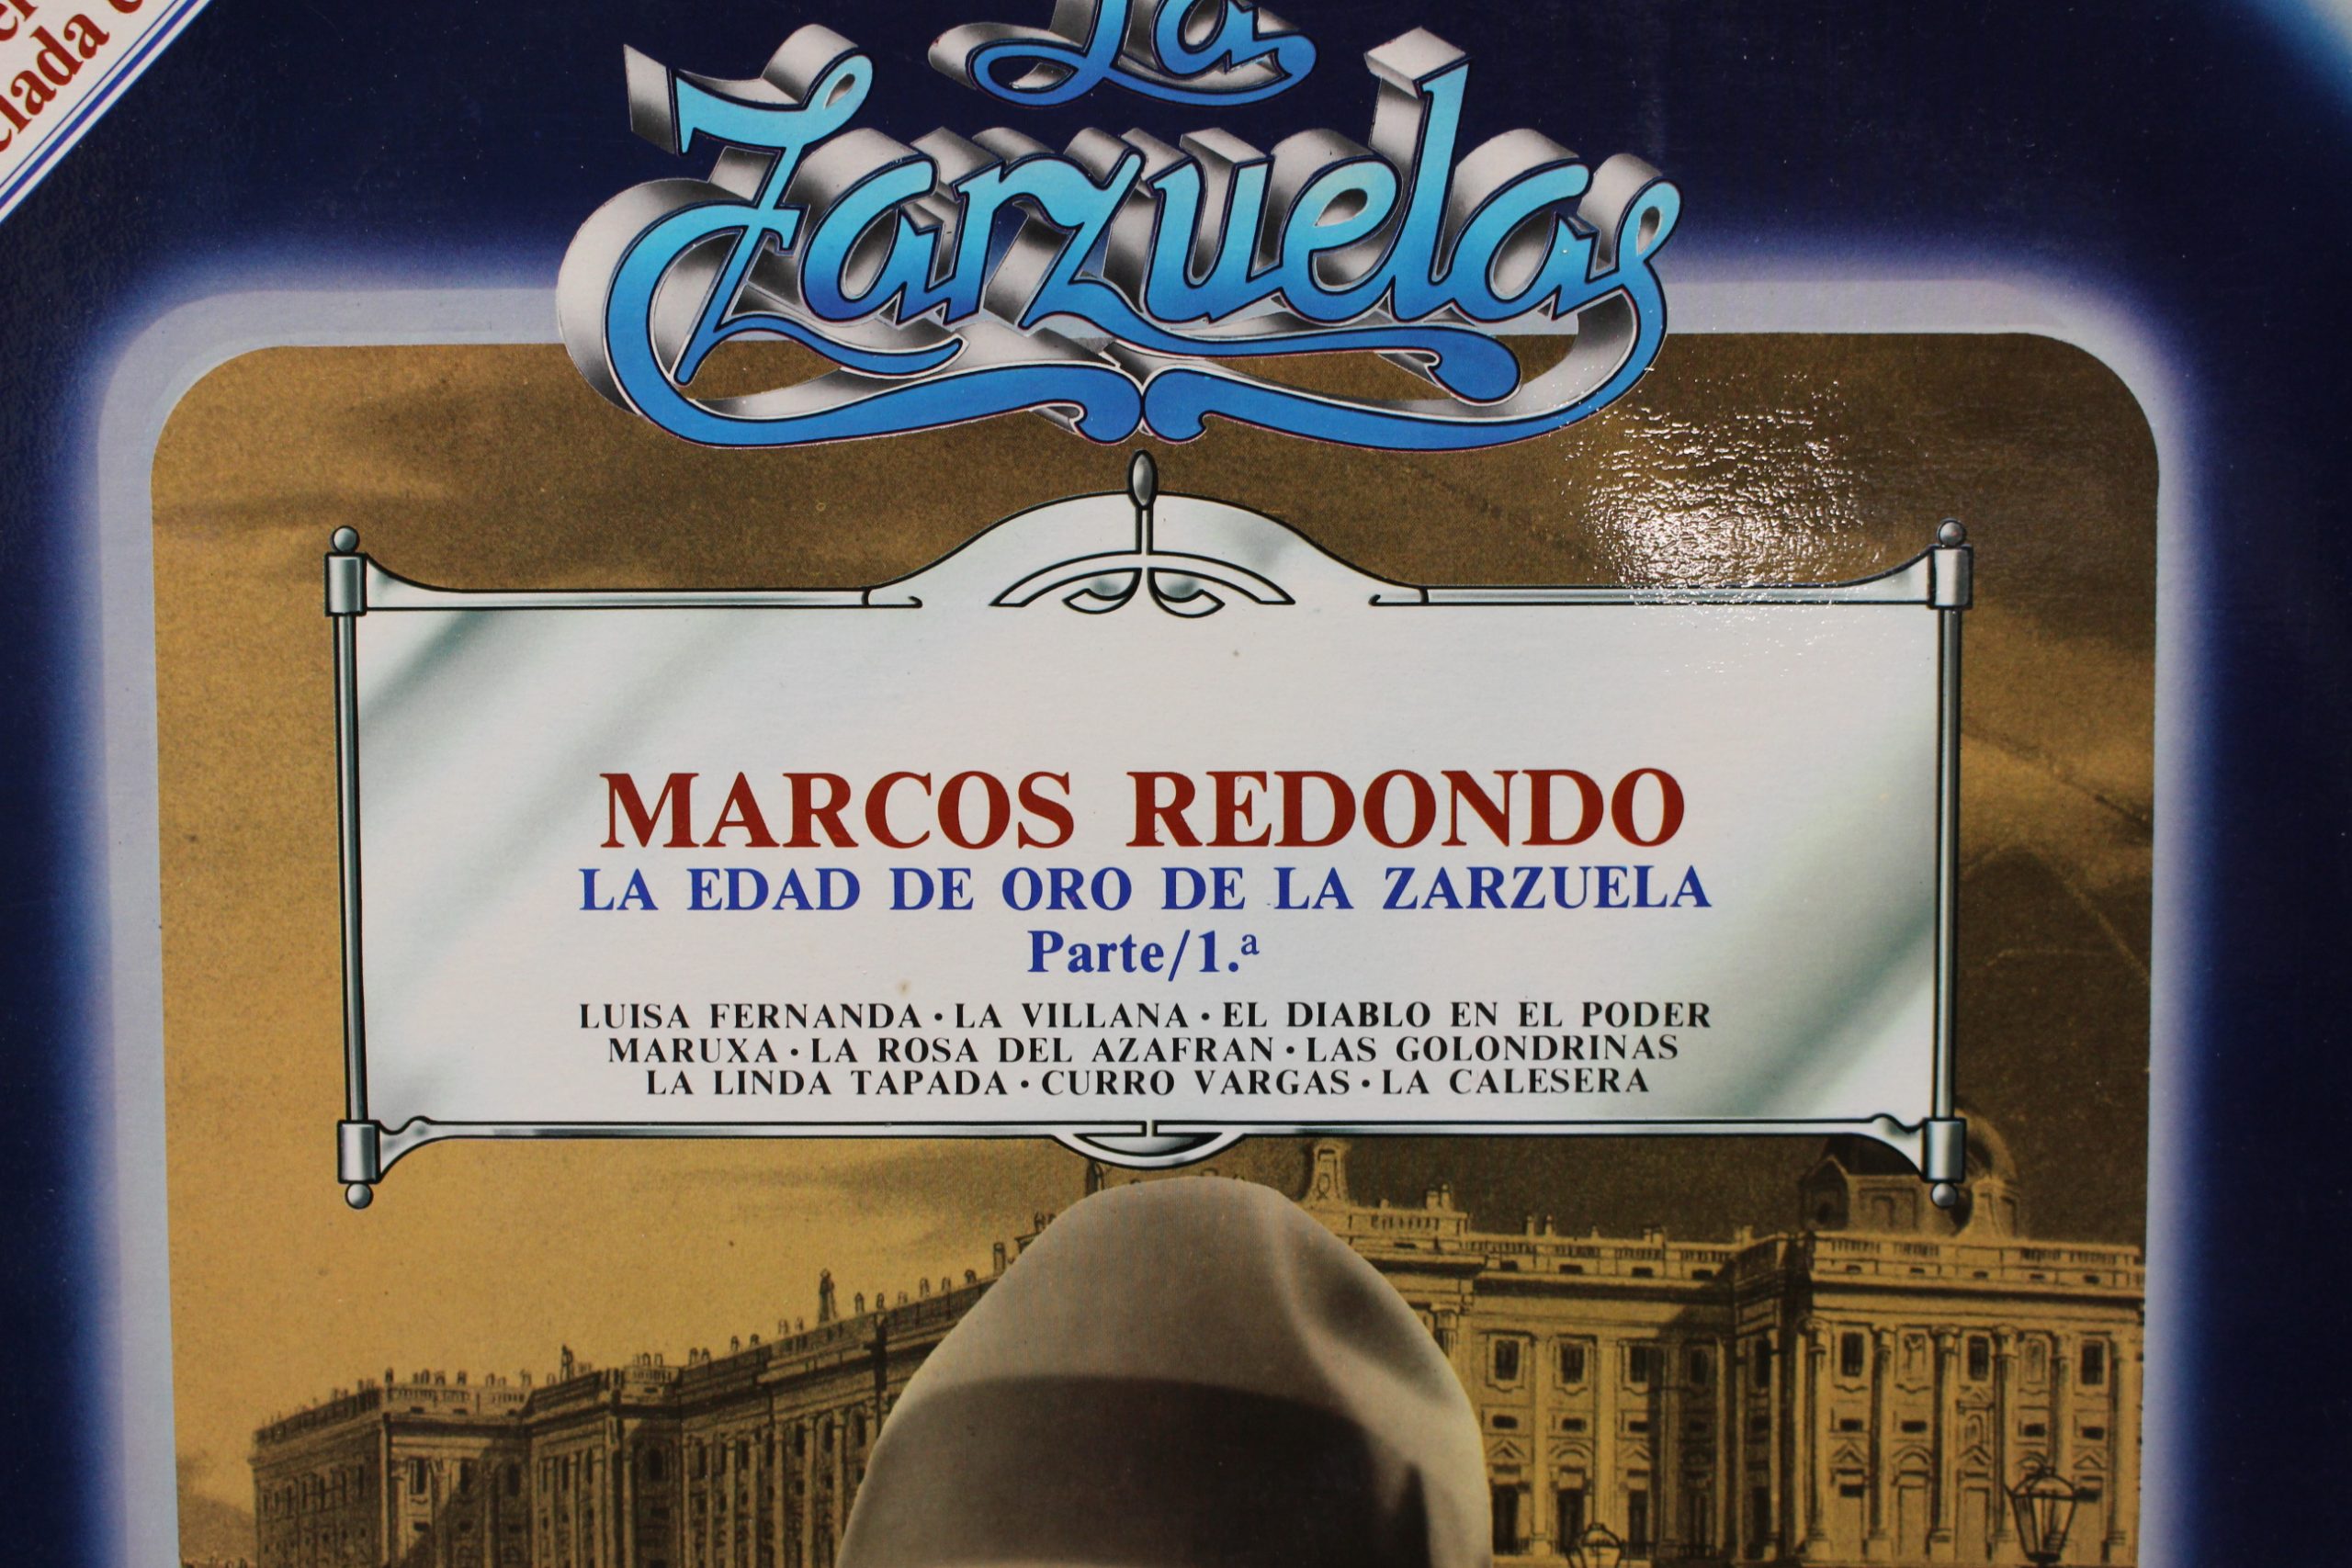 La
Zarzuela
MARCOS REDONDO
LA EDAD DE ORO DE LA ZARZUELA
Parte/1.ª
LUISA FERNANDA · LA VILLANA · EL DIABLO EN EL PODER
MARUXA · LA ROSA DEL AZAFRAN · LAS GOLONDRINAS
LA LINDA TAPADA · CURRO VARGAS · LA CALESERA